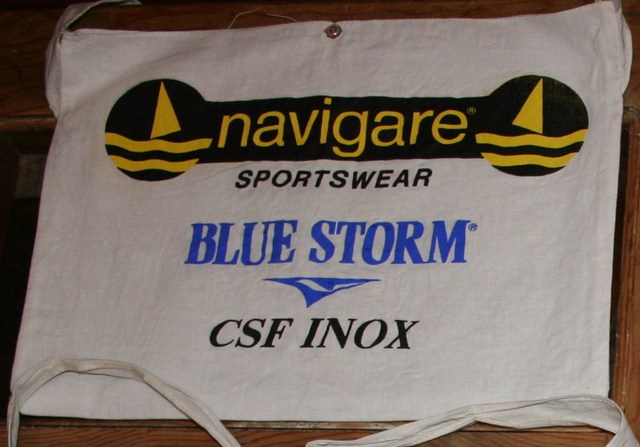 navigare®
SPORTSWEAR
BLUE STORM®
CSF INOX